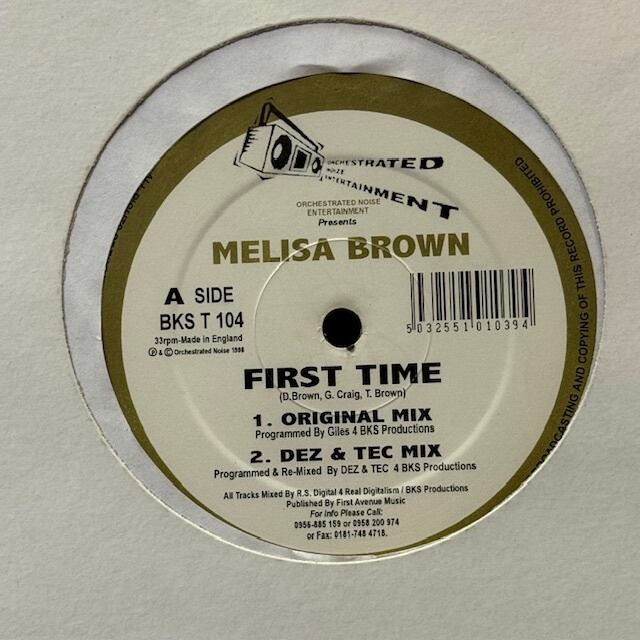 ORCHESTRATED
NOIZE
ENTERTAINMENT
ORCHESTRATED NOISE
ENTERTAINMENT
Presents
MELISA BROWN
A SIDE
BKS T 104
33rpm-Made in England
℗ & © Orchestrated Noise 1998
5032551010394
FIRST TIME
(D.Brown, G. Craig, T. Brown)
1. ORIGINAL MIX
Programmed By Giles 4 BKS Productions
2. DEZ & TEC MIX
Programmed & Re-Mixed By DEZ & TEC 4 BKS Productions
All Tracks Mixed By R.S. Digital 4 Real Digitalism / BKS Productions
Published By First Avenue Music
For Info Please Call:
0956-885 159 or 0958 200 974
or Fax: 0181-748 4718.
BROADCASTING AND COPYING OF THIS RECORD PROHIBITED